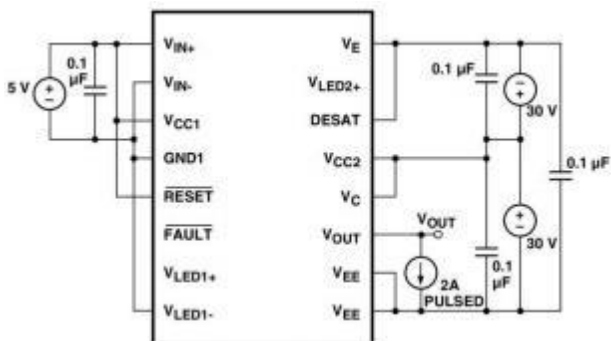 5 V
0.1
µF
VIN+
VIN-
VCC1
GND1
RESET
FAULT
VLED1+
VLED1-
VE
VLED2+
DESAT
VCC2
VC
VOUT
VEE
VEE
VOUT
2A
PULSED
0.1 µF
30 V
0.1 µF
30 V
0.1
µF